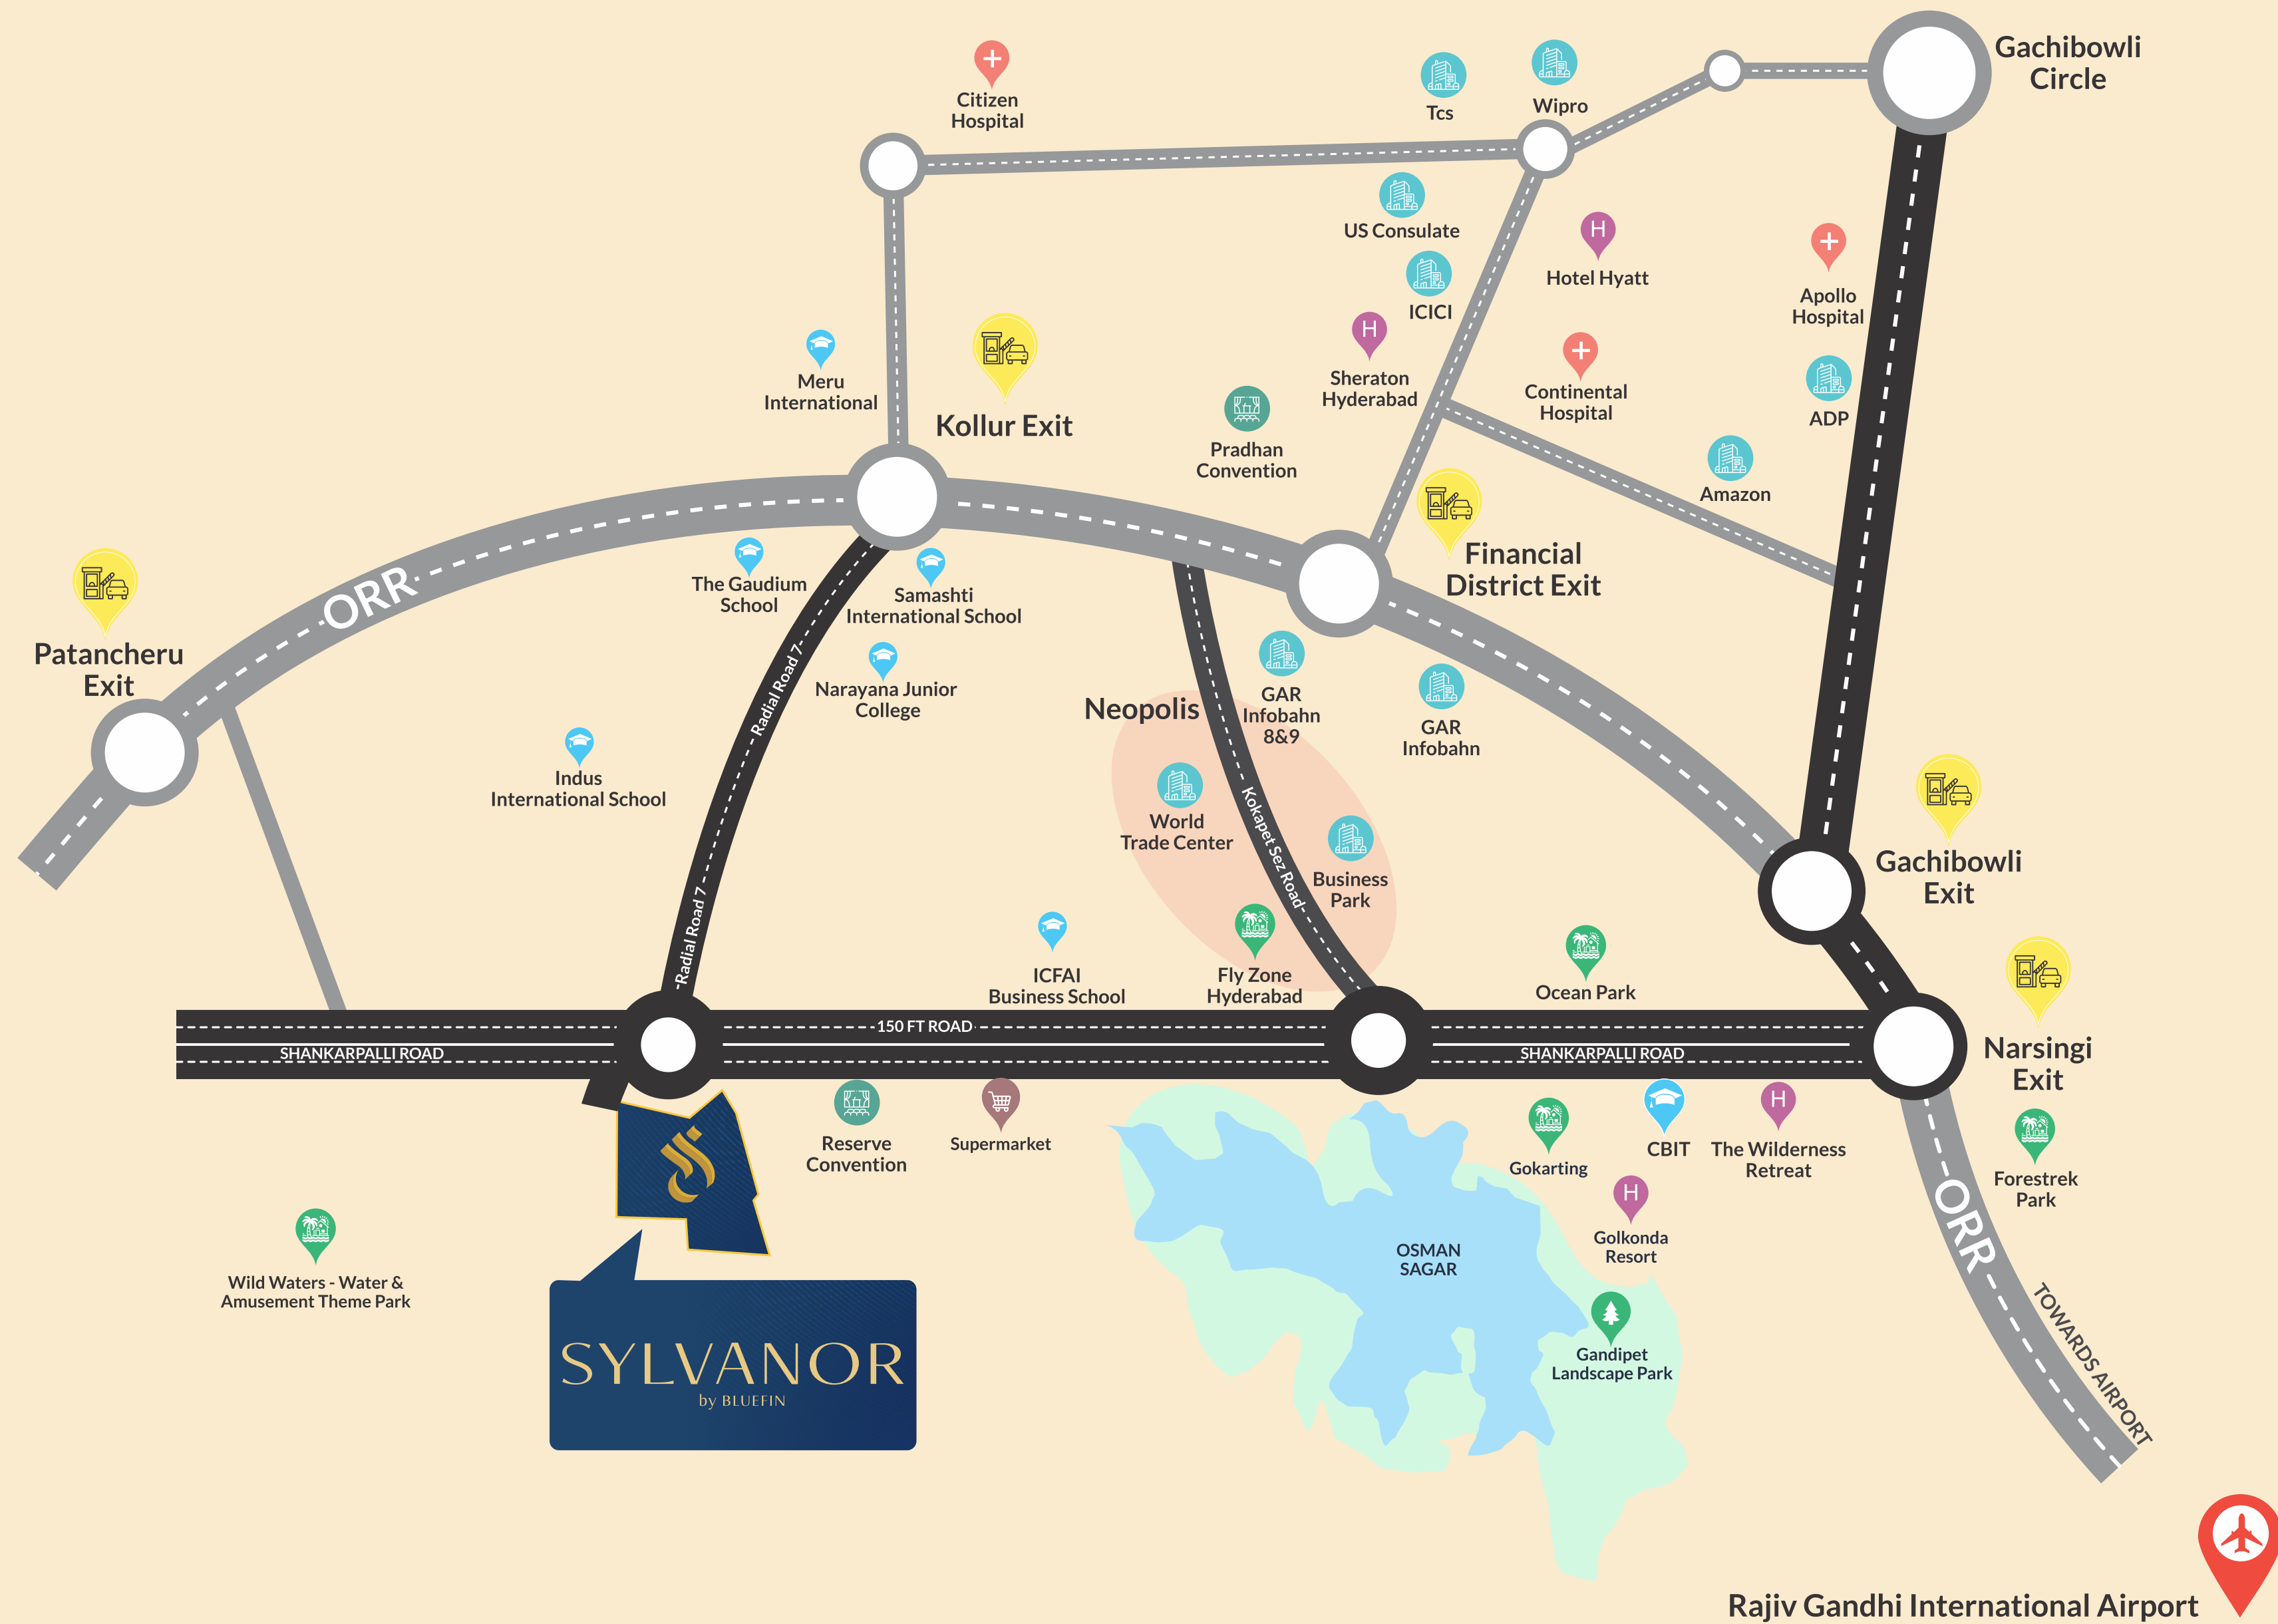 Gachibowli
Circle
Citizen
Hospital
Tcs
Wipro
US Consulate
ICICI
H
Hotel Hyatt
Apollo
Hospital
H
Sheraton
Hyderabad
Continental
Hospital
ADP
Meru
International
Kollur Exit
Pradhan
Convention
Amazon
Financial
District Exit
The Gaudium
School
Samashti
International School
ORR
Patancheru
Exit
Radial Road 7
Narayana Junior
College
Neopolis
GAR
Infobahn
8&9
GAR
Infobahn
Indus
International School
World
Trade Center
Kokapet Sez Road
Business
Park
Gachibowli
Exit
Radial Road 7
ICFAI
Business School
Fly Zone
Hyderabad
Ocean Park
150 FT ROAD
SHANKARPALLI ROAD
SHANKARPALLI ROAD
Narsingi
Exit
Reserve
Convention
Supermarket
Gokarting
CBIT
H
The Wilderness
Retreat
Forestrek
Park
H
Golkonda
Resort
ORR
OSMAN
SAGAR
Wild Waters - Water &
Amusement Theme Park
Gandipet
Landscape Park
TOWARDS AIRPORT
SYLVANOR
by BLUEFIN
Rajiv Gandhi International Airport